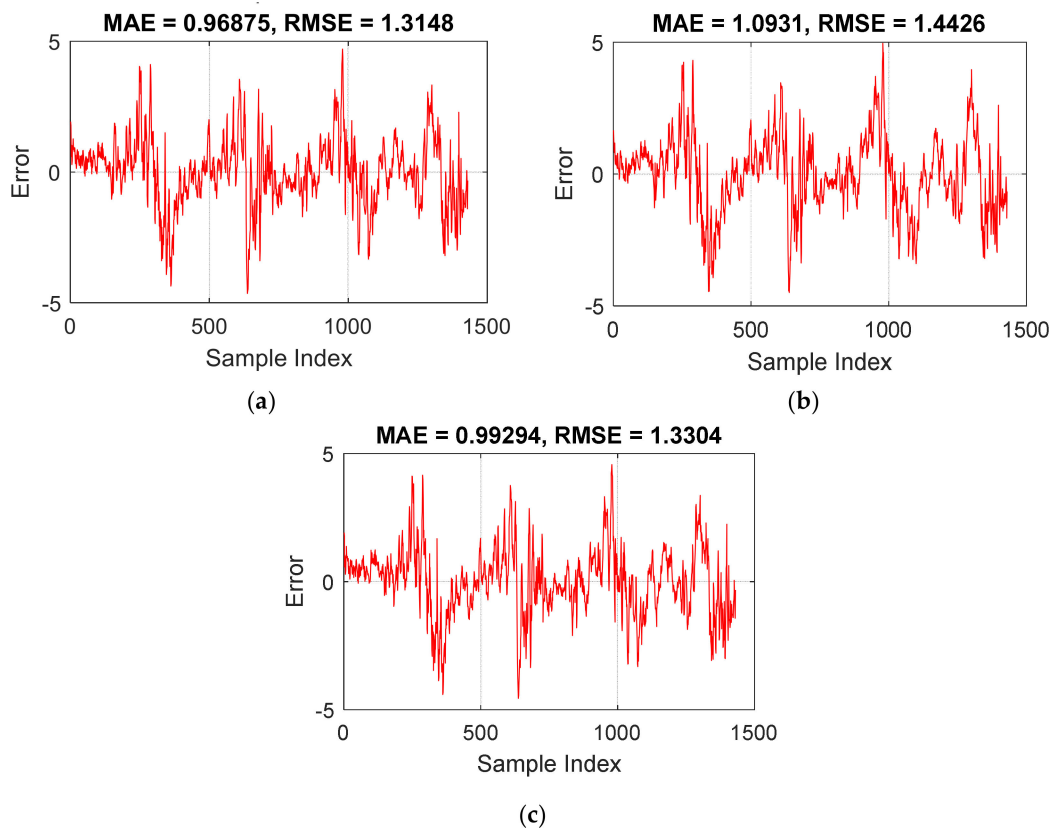 MAE = 0.96875, RMSE = 1.3148
5
0
-5
Error
0 500 1000 1500
Sample Index
(a)
MAE = 1.0931, RMSE = 1.4426
5
0
-5
Error
0 500 1000 1500
Sample Index
(b)
MAE = 0.99294, RMSE = 1.3304
5
0
-5
Error
0 500 1000 1500
Sample Index
(c)